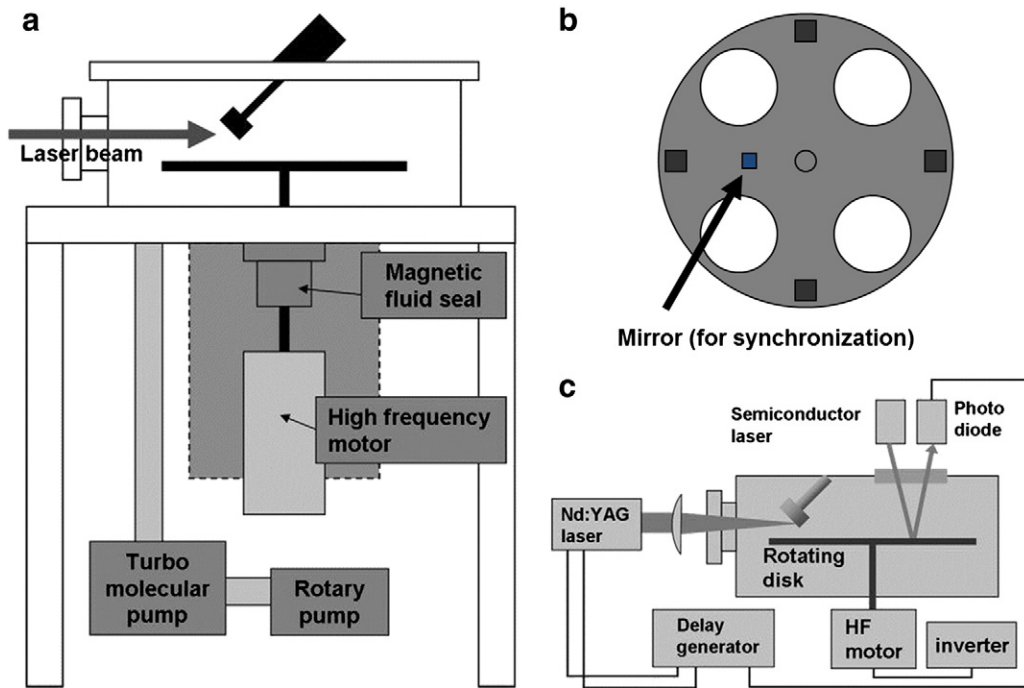 a
Laser beam
Magnetic
fluid seal
High frequency
motor
Turbo
molecular
pump
Rotary
pump
b
Mirror (for synchronization)
c
Semiconductor
laser
Photo
diode
Nd:YAG
laser
Rotating
disk
Delay
generator
HF
motor
inverter